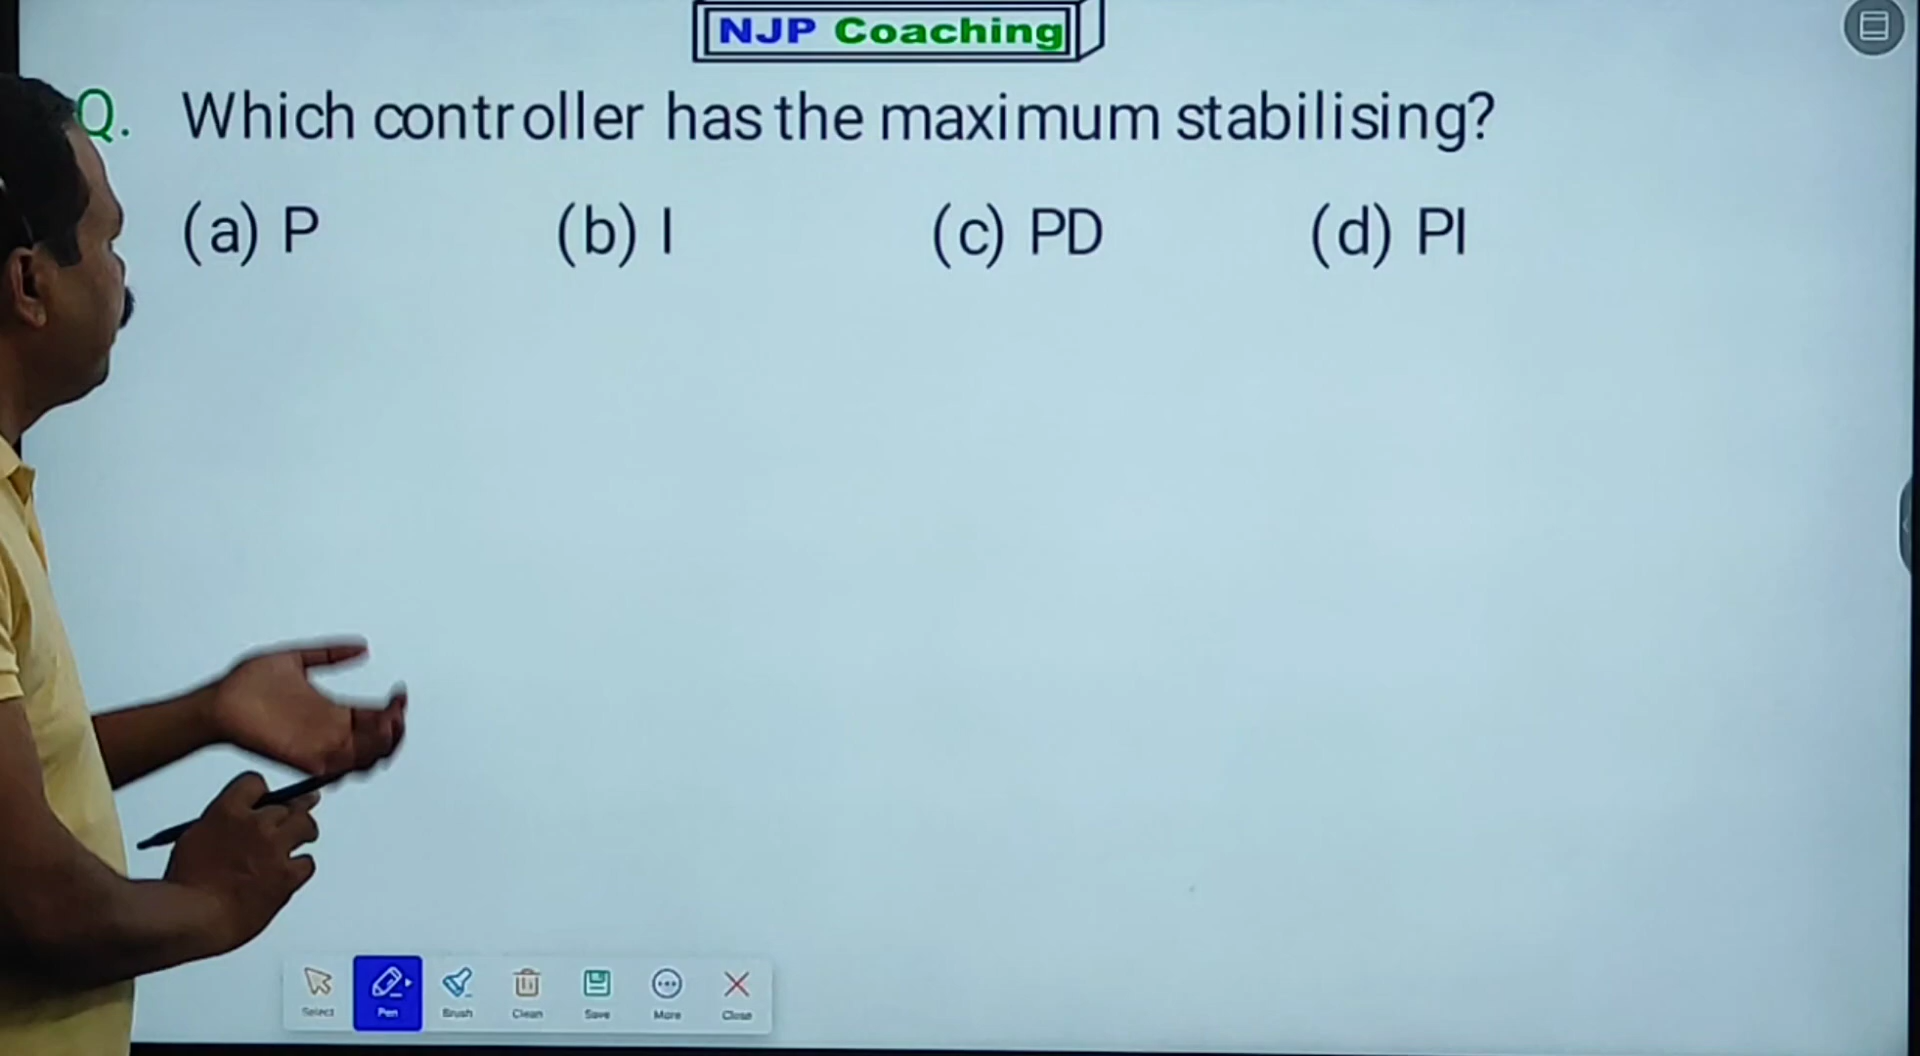 NJP Coaching
Q. Which controller has the maximum stabilising?
(a) P (b) I (c) PD (d) PI
Select Pen Brush Clean Save More Close